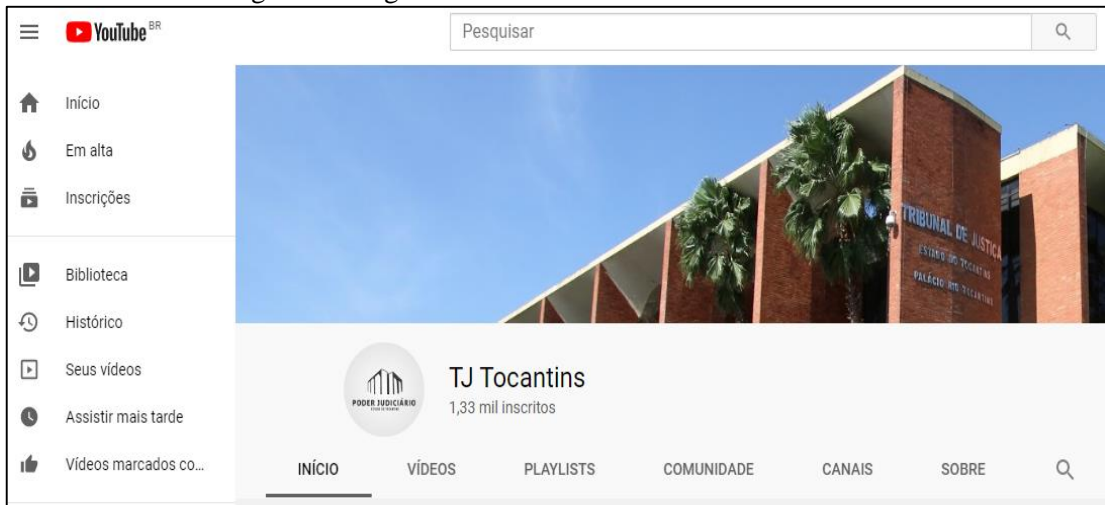 YouTube BR
Pesquisar
Início
Em alta
Inscrições
Biblioteca
Histórico
Seus vídeos
Assistir mais tarde
Vídeos marcados co...
TRIBUNAL DE JUSTIÇA
ESTADO DO TOCANTINS
PALÁCIO RIO TOCANTINS
PODER JUDICIÁRIO
TJ Tocantins
1,33 mil inscritos
INÍCIO VÍDEOS PLAYLISTS COMUNIDADE CANAIS SOBRE